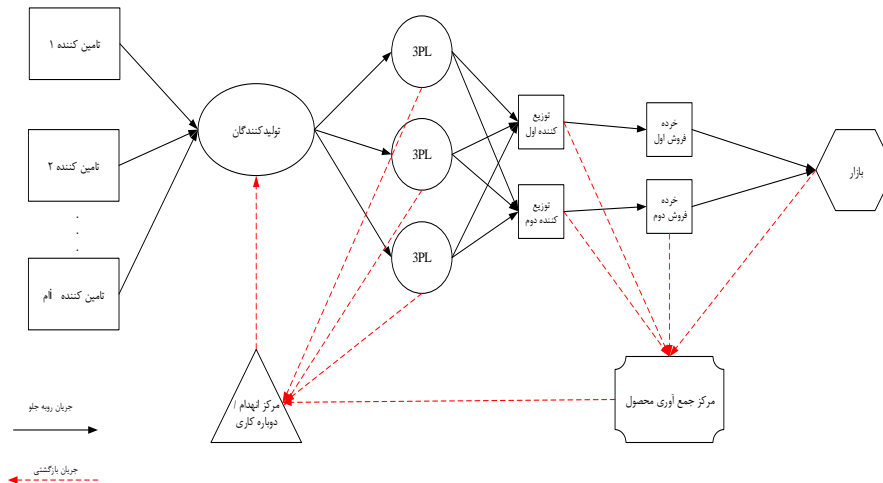 تامین کننده ۱
تامین کننده ۲
.
.
.
تامین کننده اُام
تولیدکنندگان
3PL
3PL
3PL
توزیع
کننده اول
توزیع
کننده دوم
خرده
فروش اول
خرده
فروش دوم
بازار
مرکز جمع آوری محصول
مرکز انهدام /
دوباره کاری
جریان روبه جلو
جریان بازگشتی